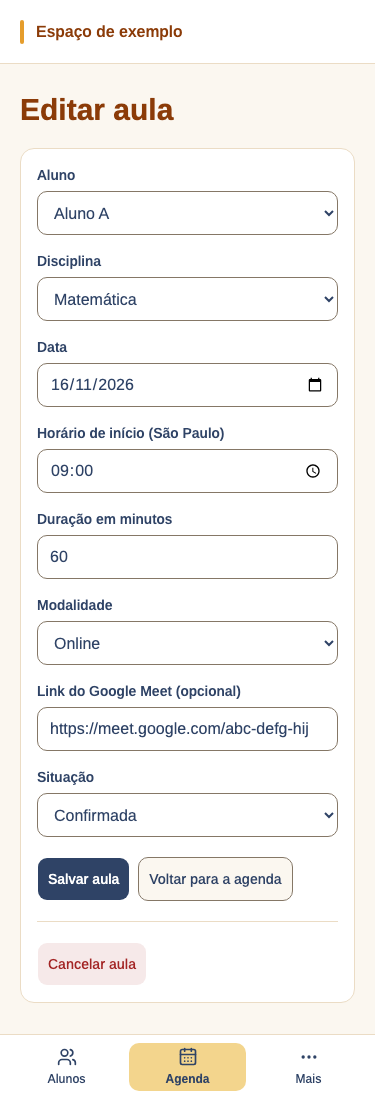 Espaço de exemplo
Editar aula
Aluno
Aluno A
Disciplina
Matemática
Data
16/11/2026
Horário de início (São Paulo)
09:00
Duração em minutos
60
Modalidade
Online
Link do Google Meet (opcional)
https://meet.google.com/abc-defg-hij
Situação
Confirmada
Salvar aula
Voltar para a agenda
Cancelar aula
Alunos
Agenda
Mais